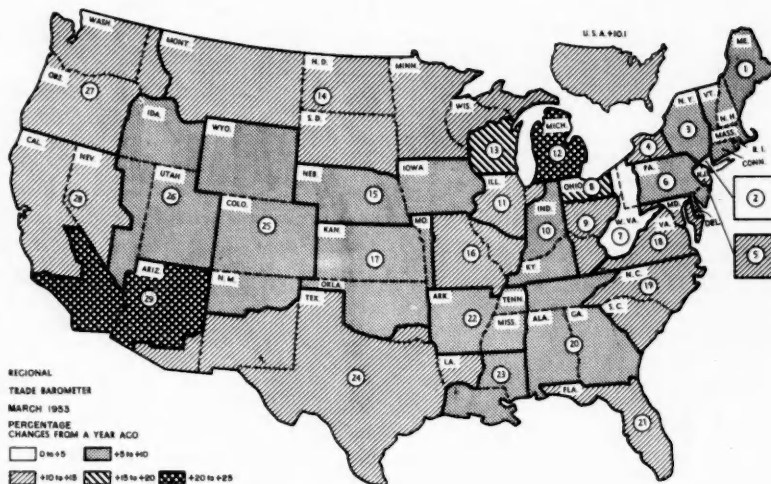 U.S.A. +10.1
WASH.
MONT.
N. D.
MINN.
ME.
1
ORE.
27
14
WIS.
N. Y.
VT.
3
N. H.
IDA.
S. D.
MICH.
MASS.
WYO.
13
12
4
R. I.
CONN.
CAL.
NEV.
NEB.
IOWA
PA.
N.J.
UTAH
15
ILL.
OHIO
8
6
2
28
26
COLO.
11
IND.
W. VA.
MD.
DEL.
25
KAN.
MO.
10
9
7
VA.
5
17
16
KY.
18
ARIZ.
N. M.
OKLA.
TENN.
N. C.
29
TEX.
ARK.
19
22
MISS.
ALA.
GA.
S. C.
20
LA.
23
FLA.
24
21
REGIONAL
TRADE BAROMETER
MARCH 1953
PERCENTAGE
CHANGES FROM A YEAR AGO
0 to +5
+5 to +10
+10 to +15
+15 to +20
+20 to +25